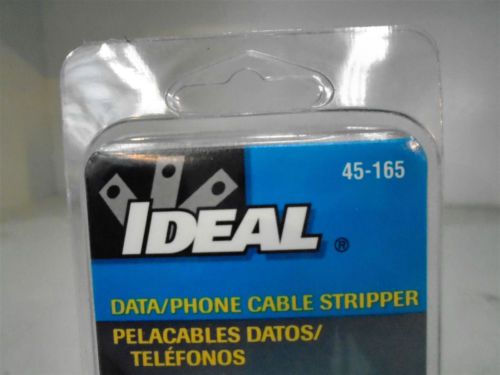 45-165
IDEAL ®
DATA/PHONE CABLE STRIPPER
PELACABLES DATOS/
TELÉFONOS